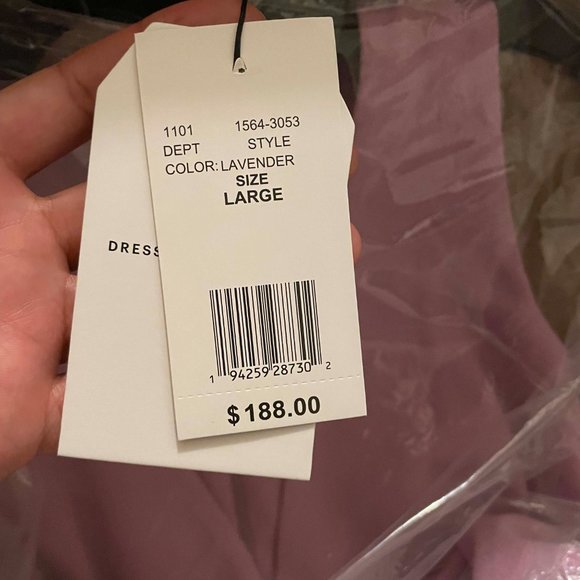 1101 1564-3053
DEPT STYLE
COLOR: LAVENDER
SIZE
LARGE
DRESS
1 94259 28730 2
$188.00